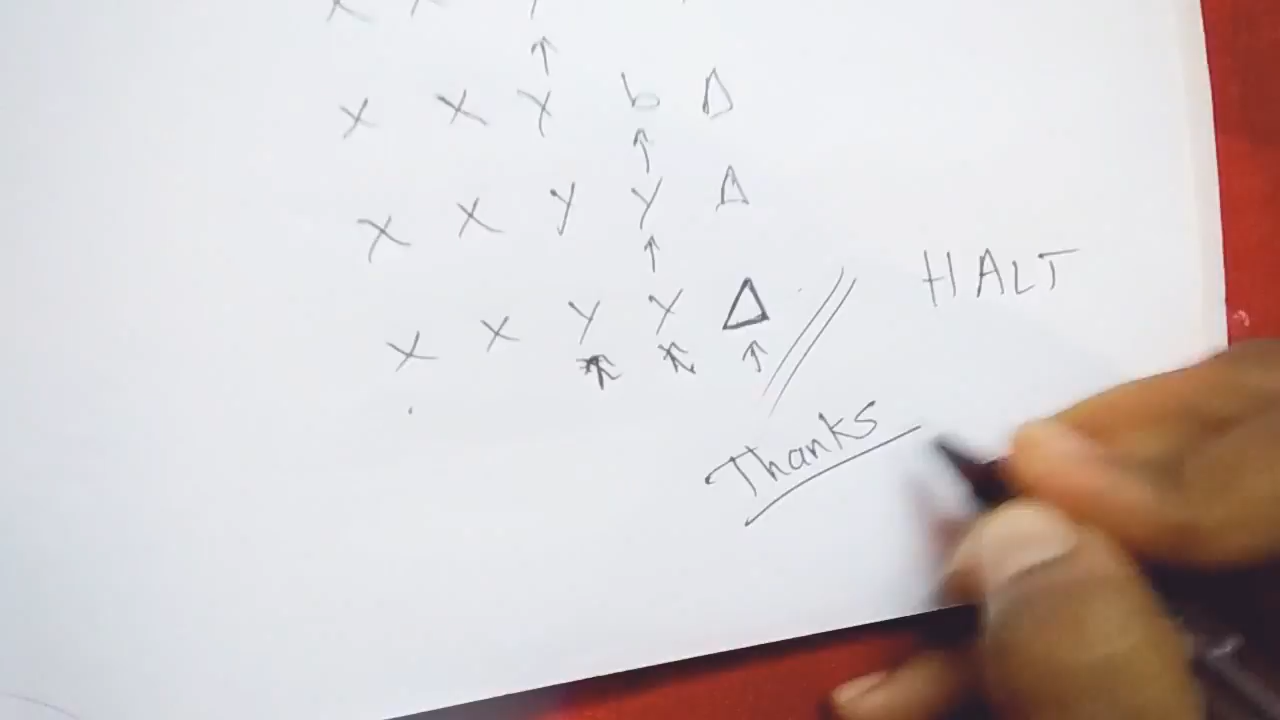 X X Y
↑
X X Y b Δ
↑
X X Y Y Δ
↑
X X Y Y Δ HALT
↑ ↑ ↑
Thanks